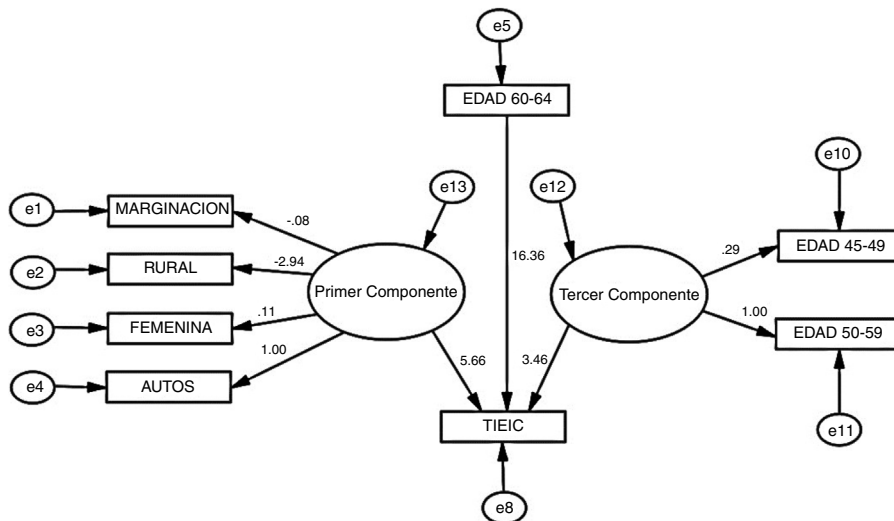 e5
EDAD 60-64
e10
e13
e12
e1
MARGINACION
-.08
EDAD 45-49
.29
16.36
e2
RURAL
-2.94
Primer Componente
Tercer Componente
e3
FEMENINA
.11
1.00
EDAD 50-59
1.00
5.66
3.46
e4
AUTOS
TIEIC
e11
e8